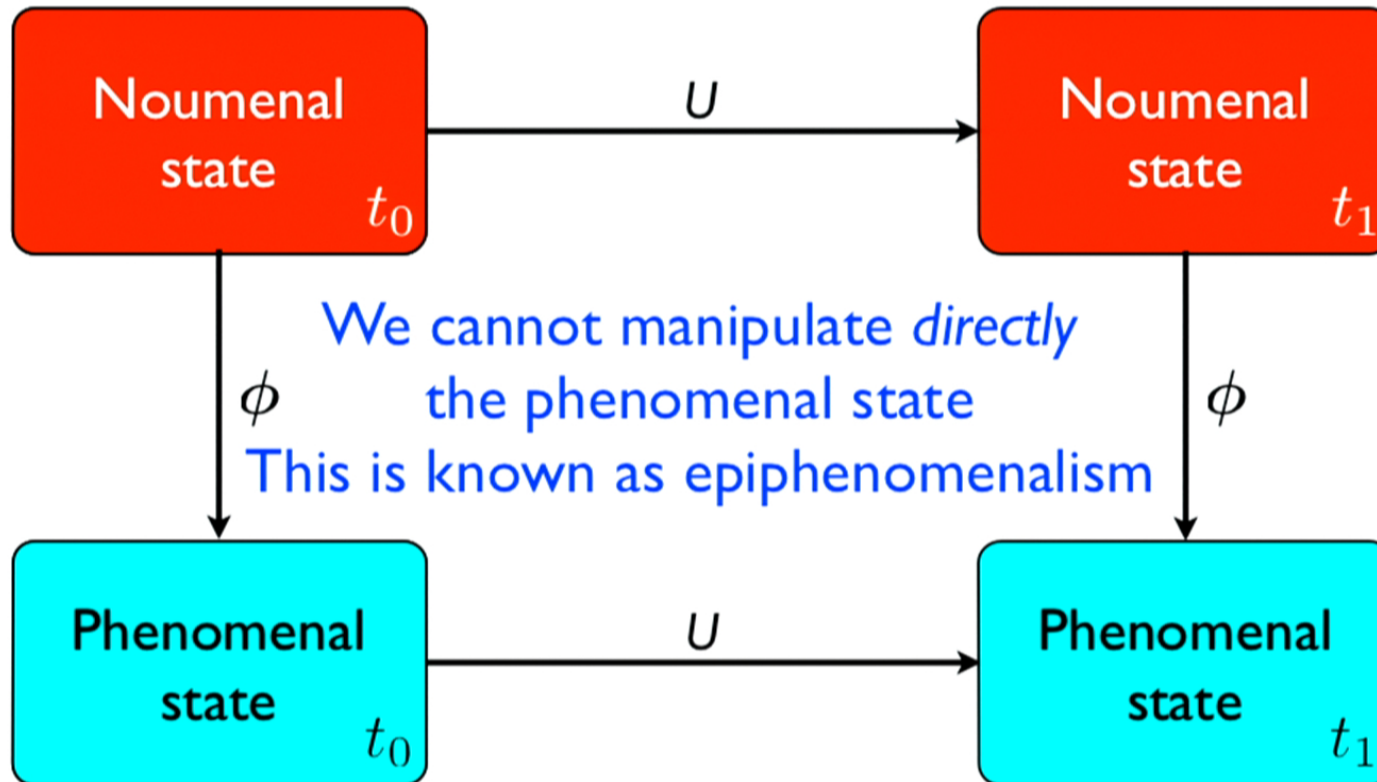 Noumenal
state
t₀
U
Noumenal
state
t₁
We cannot manipulate directly
the phenomenal state
This is known as epiphenomenalism
ϕ
ϕ
Phenomenal
state
t₀
U
Phenomenal
state
t₁